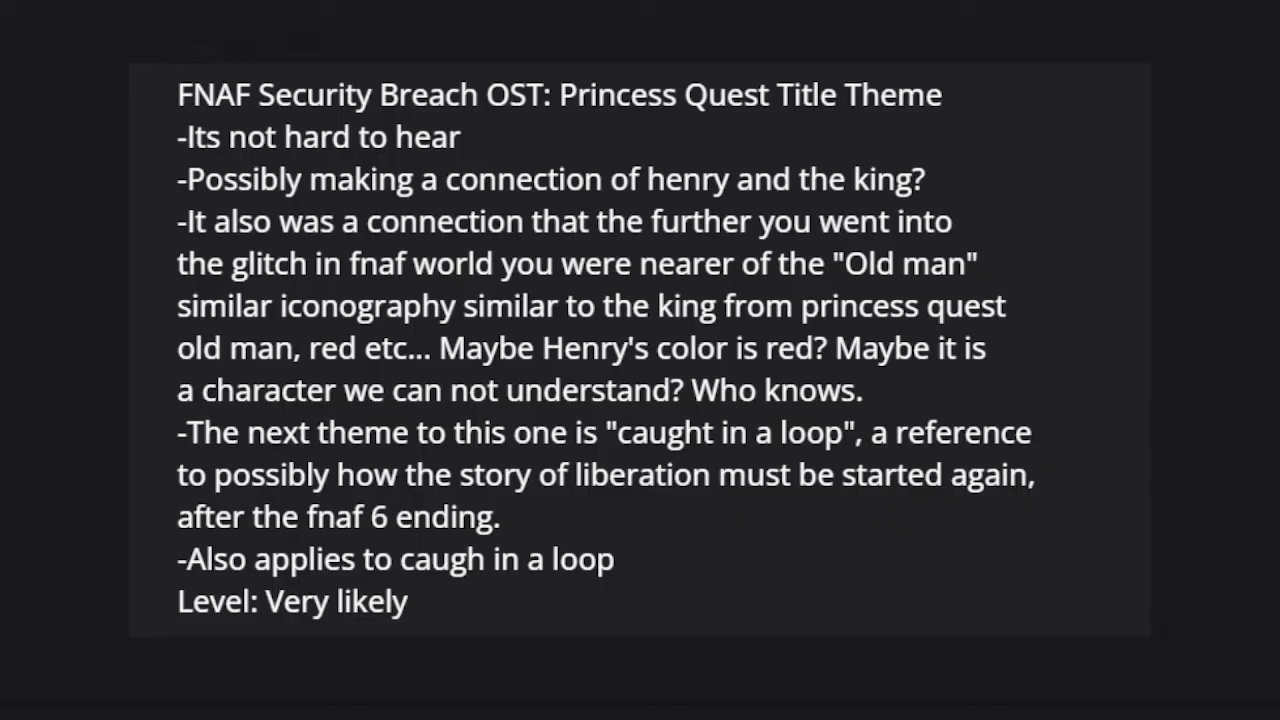 FNAF Security Breach OST: Princess Quest Title Theme
-Its not hard to hear
-Possibly making a connection of henry and the king?
-It also was a connection that the further you went into
the glitch in fnaf world you were nearer of the "Old man"
similar iconography similar to the king from princess quest
old man, red etc... Maybe Henry's color is red? Maybe it is
a character we can not understand? Who knows.
-The next theme to this one is "caught in a loop", a reference
to possibly how the story of liberation must be started again,
after the fnaf 6 ending.
-Also applies to caugh in a loop
Level: Very likely